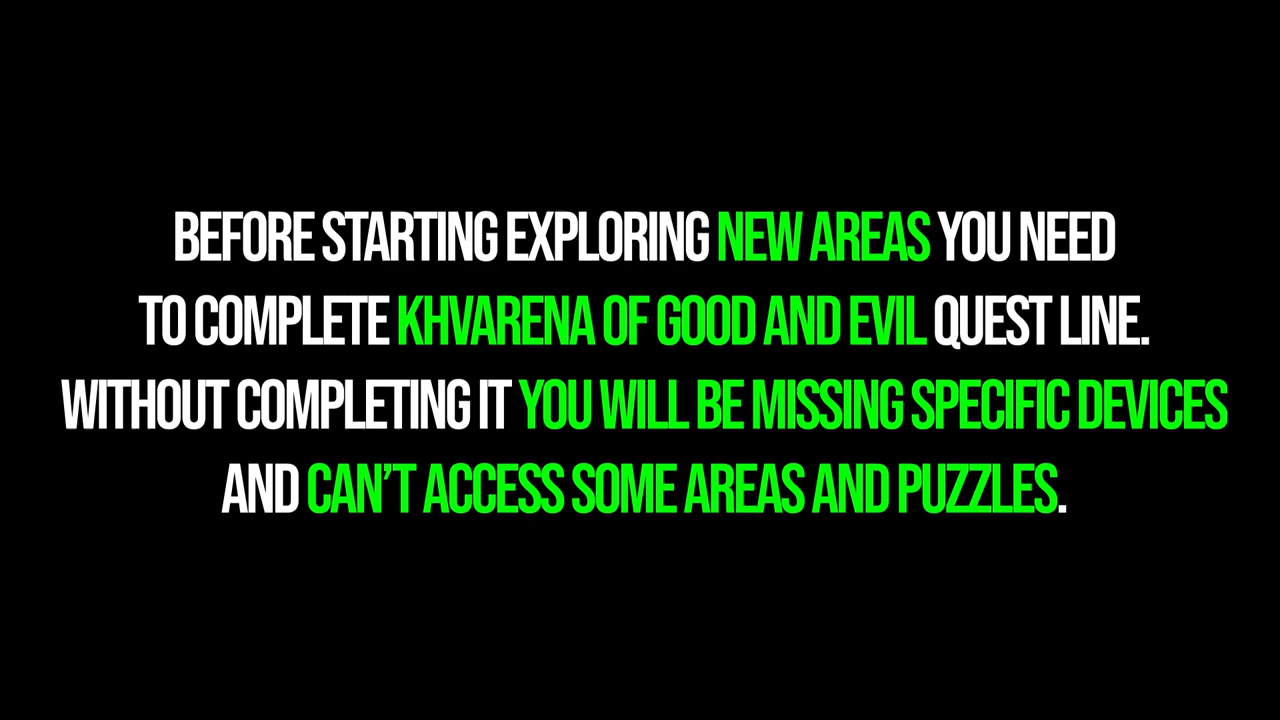 BEFORE STARTING EXPLORING NEW AREAS YOU NEED
TO COMPLETE KHVARENA OF GOOD AND EVIL QUEST LINE.
WITHOUT COMPLETING IT YOU WILL BE MISSING SPECIFIC DEVICES
AND CAN'T ACCESS SOME AREAS AND PUZZLES.